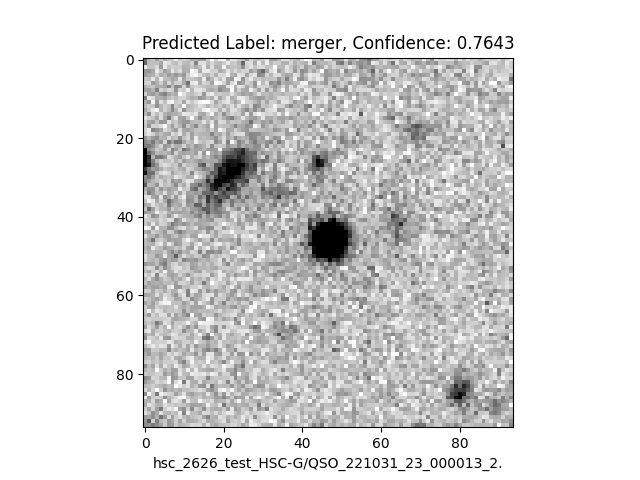 Predicted Label: merger, Confidence: 0.7643
0
20
40
60
80
0 20 40 60 80
hsc_2626_test_HSC-G/QSO_221031_23_000013_2.